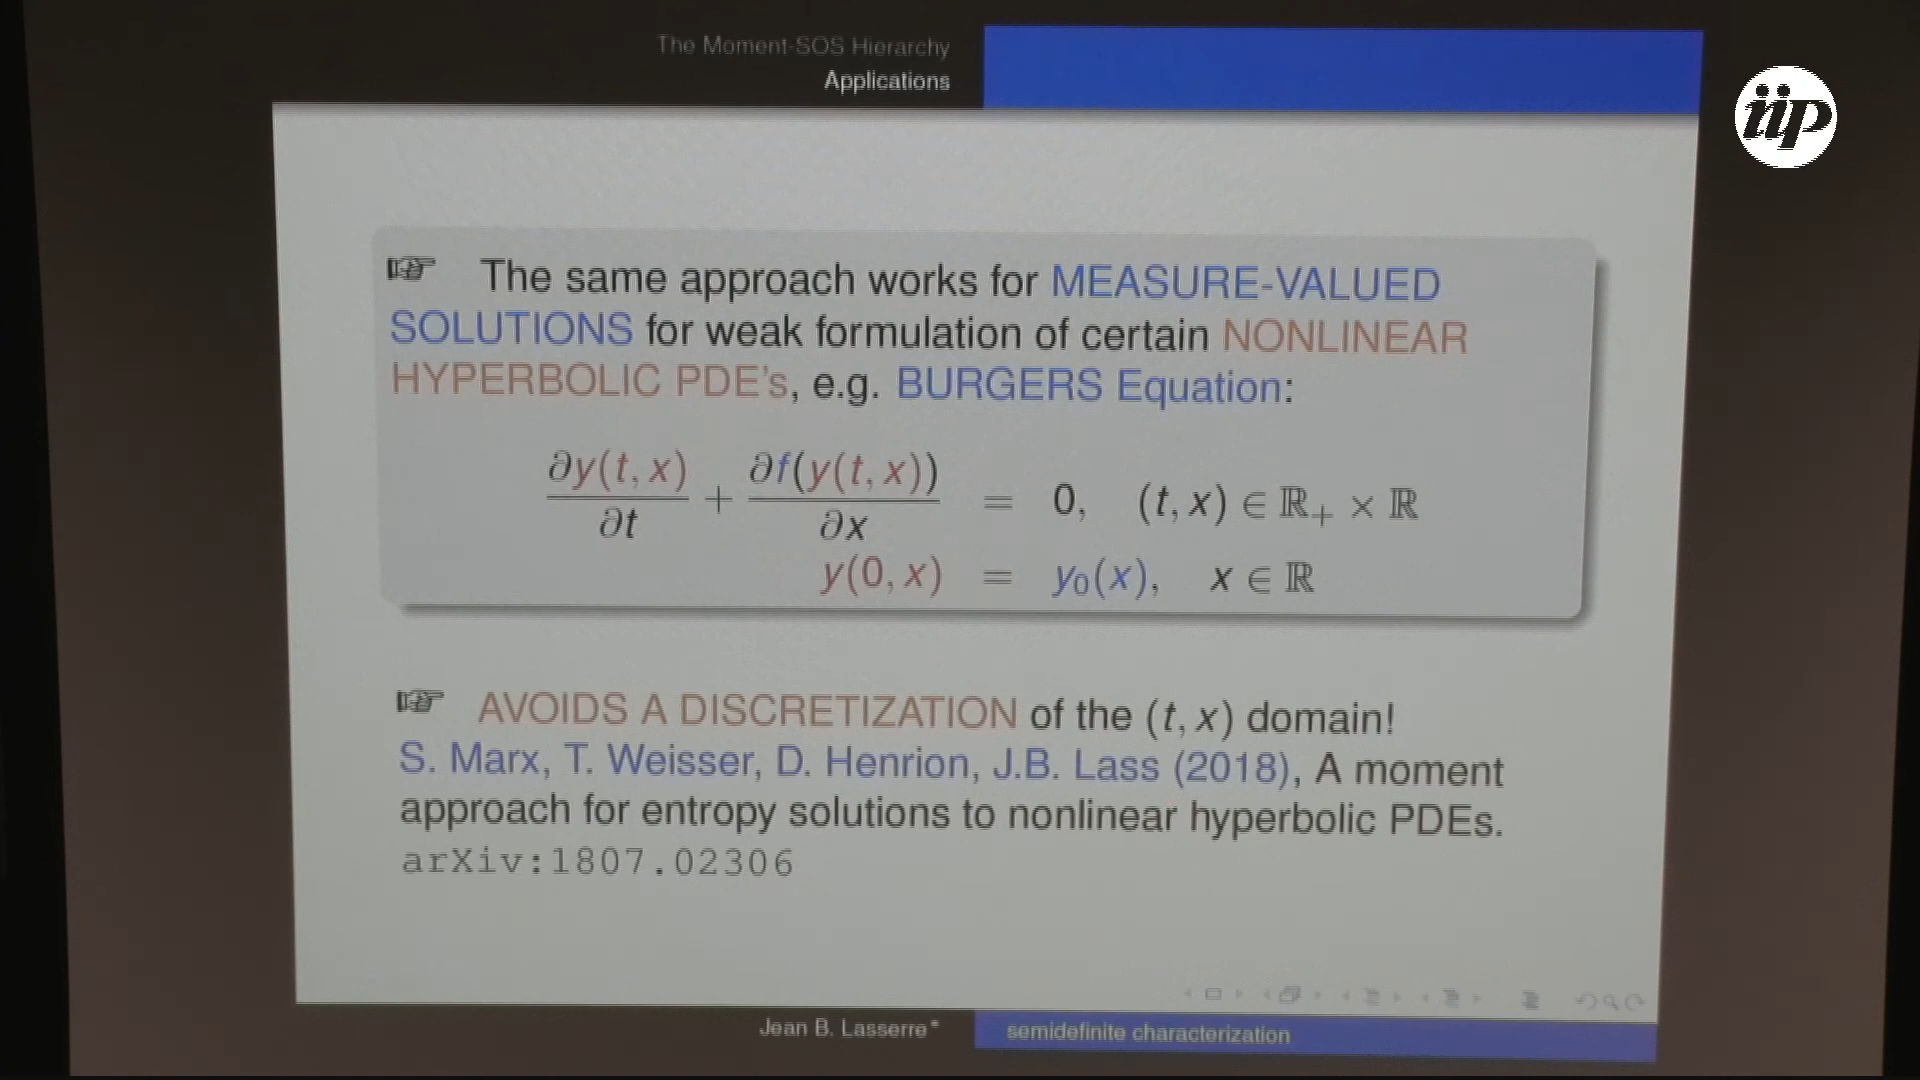 The Moment-SOS Hierarchy
Applications
iip
☞ The same approach works for MEASURE-VALUED
SOLUTIONS for weak formulation of certain NONLINEAR
HYPERBOLIC PDE's, e.g. BURGERS Equation:
∂y(t, x)/∂t + ∂f(y(t, x))/∂x = 0, (t, x) ∈ ℝ₊ × ℝ
y(0, x) = y₀(x), x ∈ ℝ
☞ AVOIDS A DISCRETIZATION of the (t, x) domain!
S. Marx, T. Weisser, D. Henrion, J.B. Lass (2018), A moment
approach for entropy solutions to nonlinear hyperbolic PDEs.
arXiv:1807.02306
Jean B. Lasserre*
semidefinite characterization